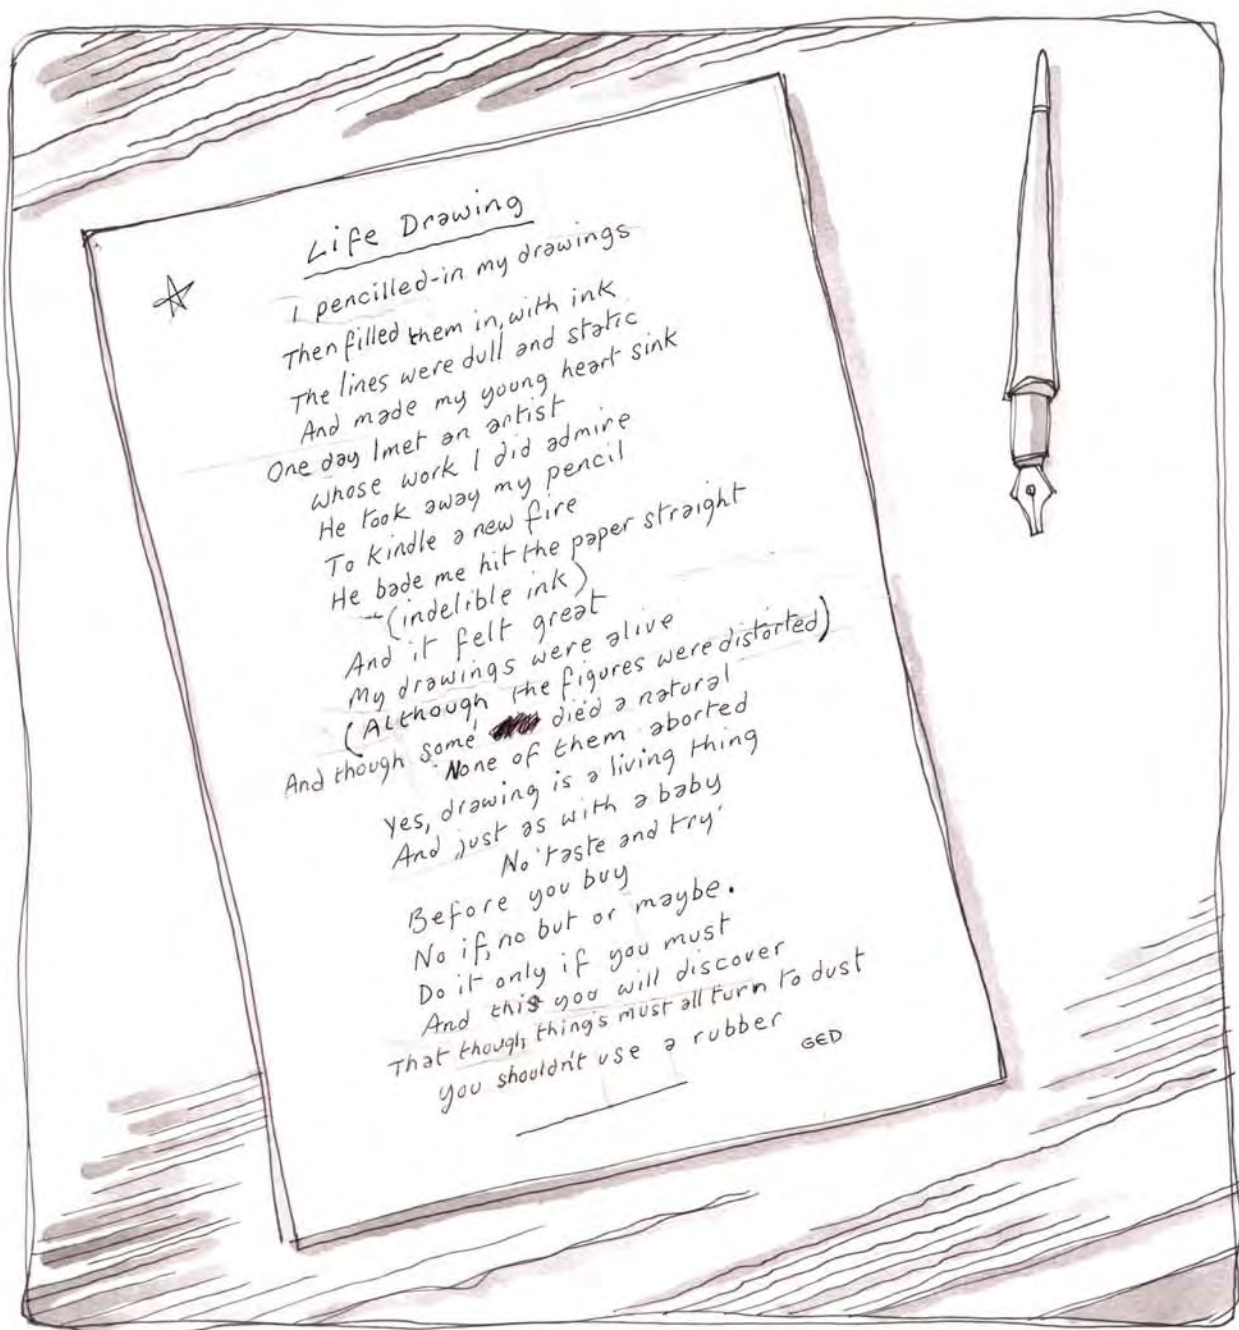 Life Drawing
I pencilled-in my drawings
Then filled them in, with ink
The lines were dull and static
And made my young heart sink
One day I met an artist
whose work I did admire
He took away my pencil
To kindle a new fire
He bade me hit the paper straight
(indelible ink)
And it felt great
My drawings were alive
(Although the figures were distorted)
And though some died a natural
None of them aborted
Yes, drawing is a living thing
And just as with a baby
No 'taste and try'
Before you buy
No if, no but or maybe.
Do it only if you must
And this you will discover
That though things must all turn to dust
You shouldn't use a rubber
GED